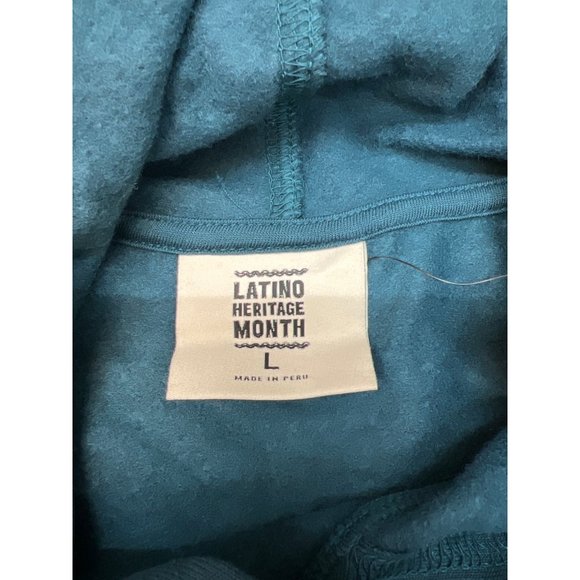 LATINO
HERITAGE
MONTH
L
MADE IN PERU